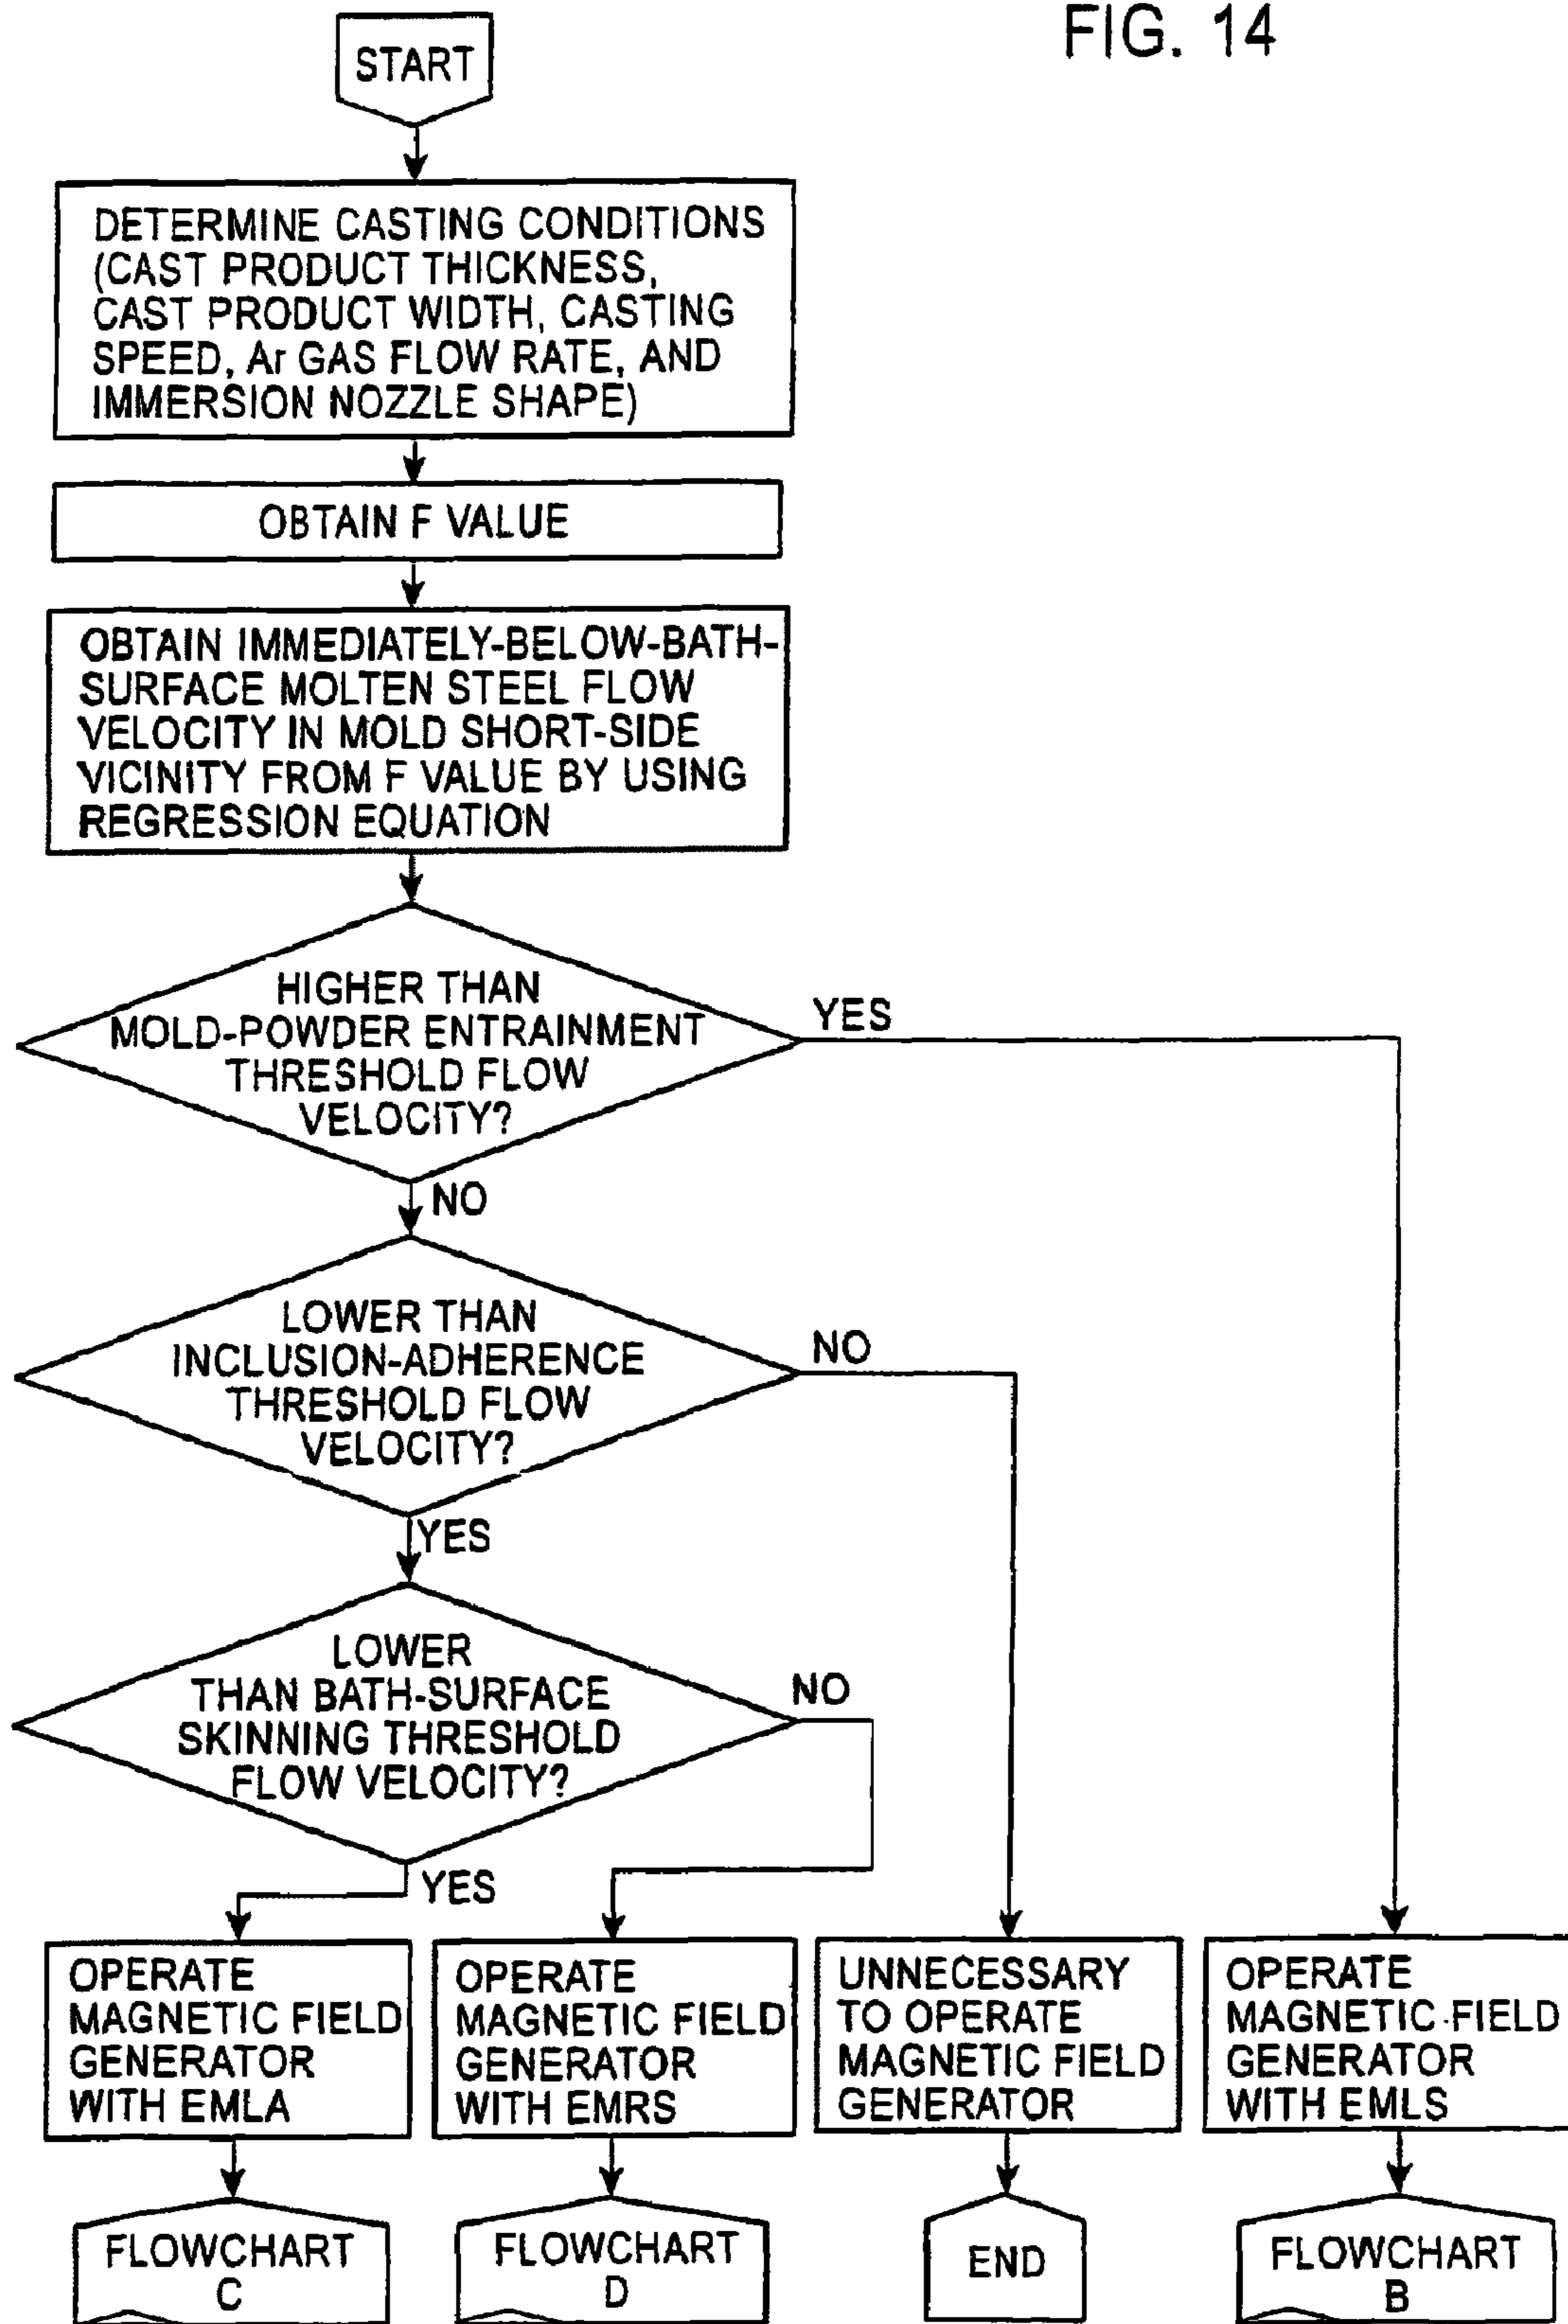 FIG. 14
START
DETERMINE CASTING CONDITIONS
(CAST PRODUCT THICKNESS,
CAST PRODUCT WIDTH, CASTING
SPEED, Ar GAS FLOW RATE, AND
IMMERSION NOZZLE SHAPE)
OBTAIN F VALUE
OBTAIN IMMEDIATELY-BELOW-BATH-
SURFACE MOLTEN STEEL FLOW
VELOCITY IN MOLD SHORT-SIDE
VICINITY FROM F VALUE BY USING
REGRESSION EQUATION
HIGHER THAN
MOLD-POWDER ENTRAINMENT
THRESHOLD FLOW
VELOCITY?
YES
NO
LOWER THAN
INCLUSION-ADHERENCE
THRESHOLD FLOW
VELOCITY?
NO
YES
LOWER
THAN BATH-SURFACE
SKINNING THRESHOLD
FLOW VELOCITY?
NO
YES
OPERATE
MAGNETIC FIELD
GENERATOR
WITH EMLA
OPERATE
MAGNETIC FIELD
GENERATOR
WITH EMRS
UNNECESSARY
TO OPERATE
MAGNETIC FIELD
GENERATOR
OPERATE
MAGNETIC FIELD
GENERATOR
WITH EMLS
FLOWCHART
C
FLOWCHART
D
END
FLOWCHART
B